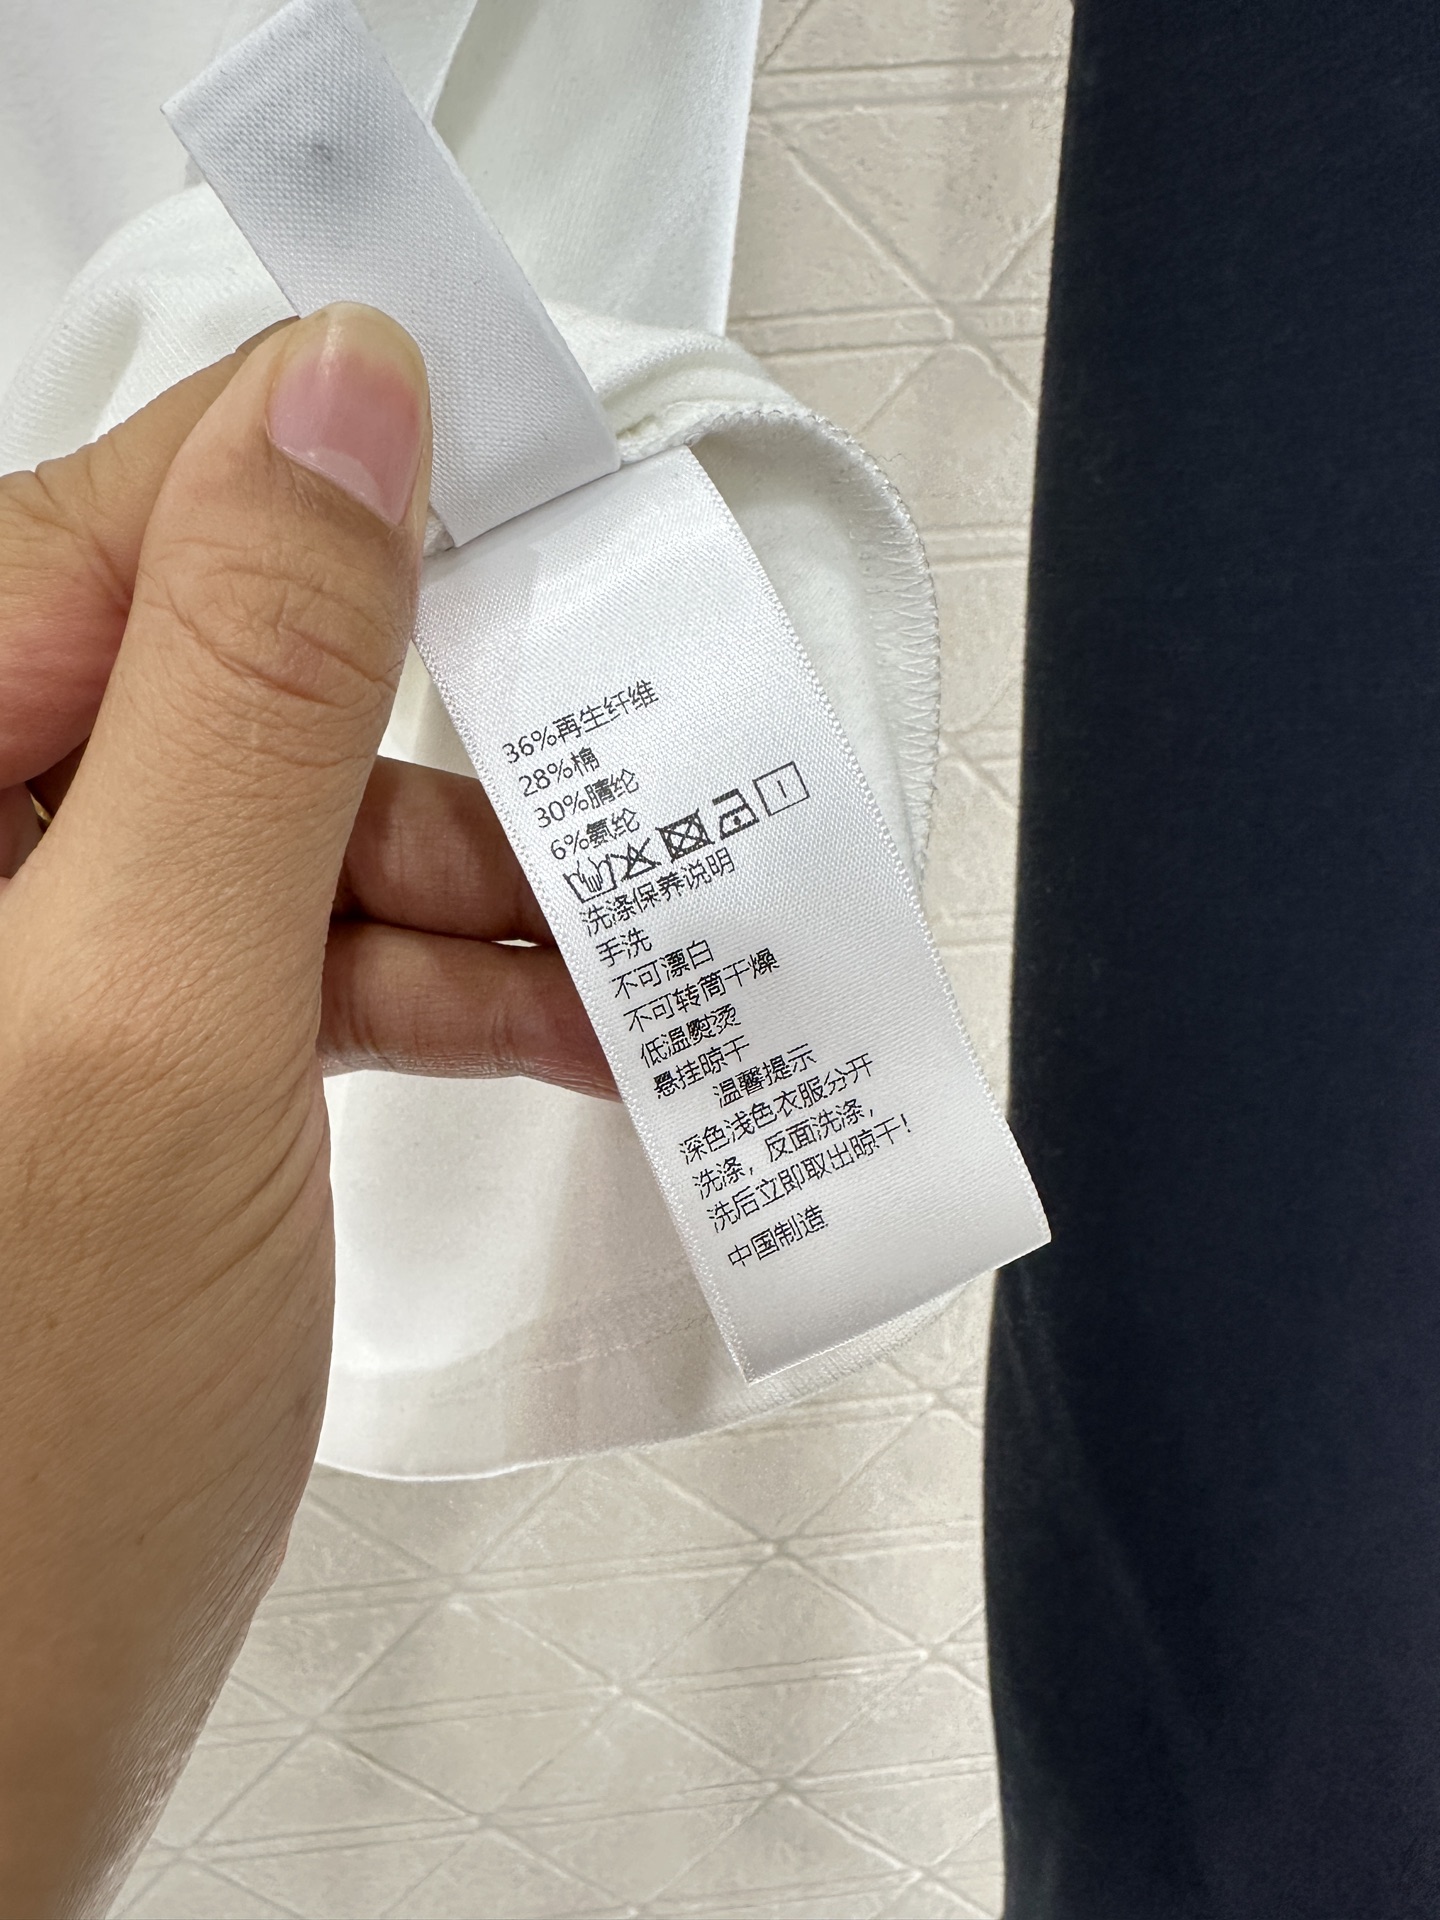 36%再生纤维
28%棉
30%腈纶
6%氨纶
洗涤保养说明
手洗
不可漂白
不可转筒干燥
低温熨烫
悬挂晾干
温馨提示
深色浅色衣服分开
洗涤，反面洗涤，
洗后立即取出晾干！
中国制造